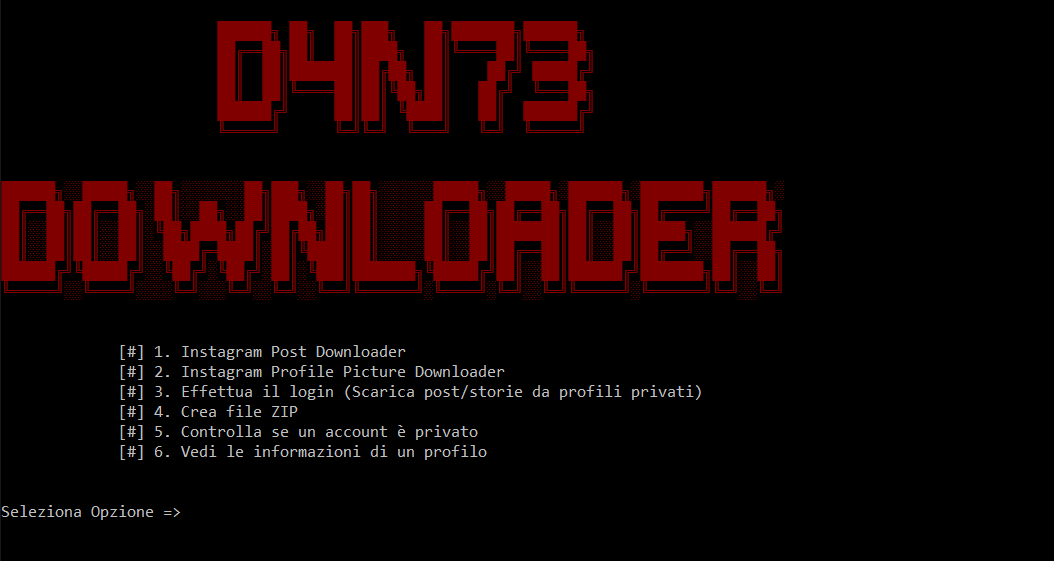 D4N73
DOWNLOADER
[#] 1. Instagram Post Downloader
[#] 2. Instagram Profile Picture Downloader
[#] 3. Effettua il login (Scarica post/storie da profili privati)
[#] 4. Crea file ZIP
[#] 5. Controlla se un account è privato
[#] 6. Vedi le informazioni di un profilo
Seleziona Opzione =>